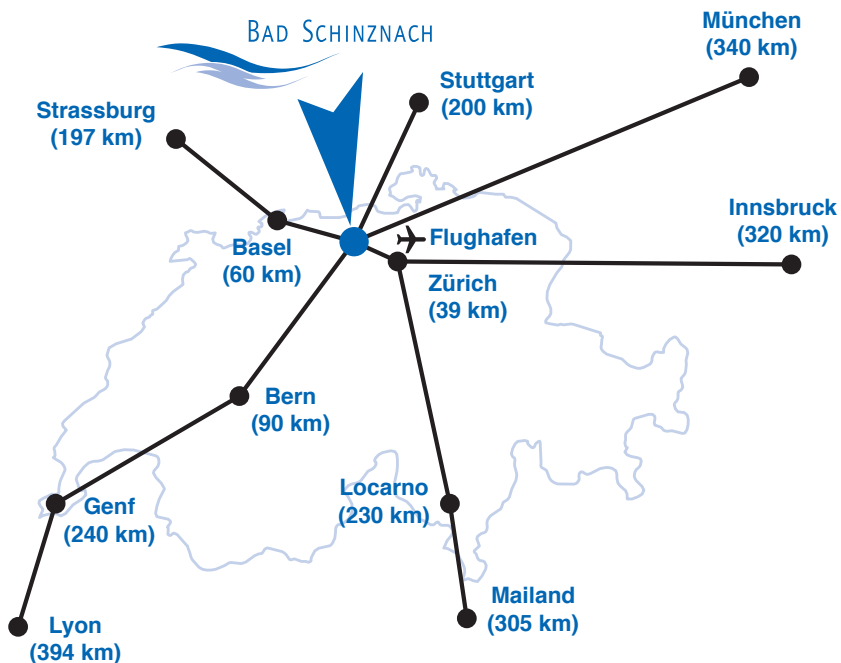 BAD SCHINZNACH
München
(340 km)
Stuttgart
(200 km)
Strassburg
(197 km)
Innsbruck
(320 km)
Flughafen
Basel
(60 km)
Zürich
(39 km)
Bern
(90 km)
Locarno
(230 km)
Genf
(240 km)
Mailand
(305 km)
Lyon
(394 km)